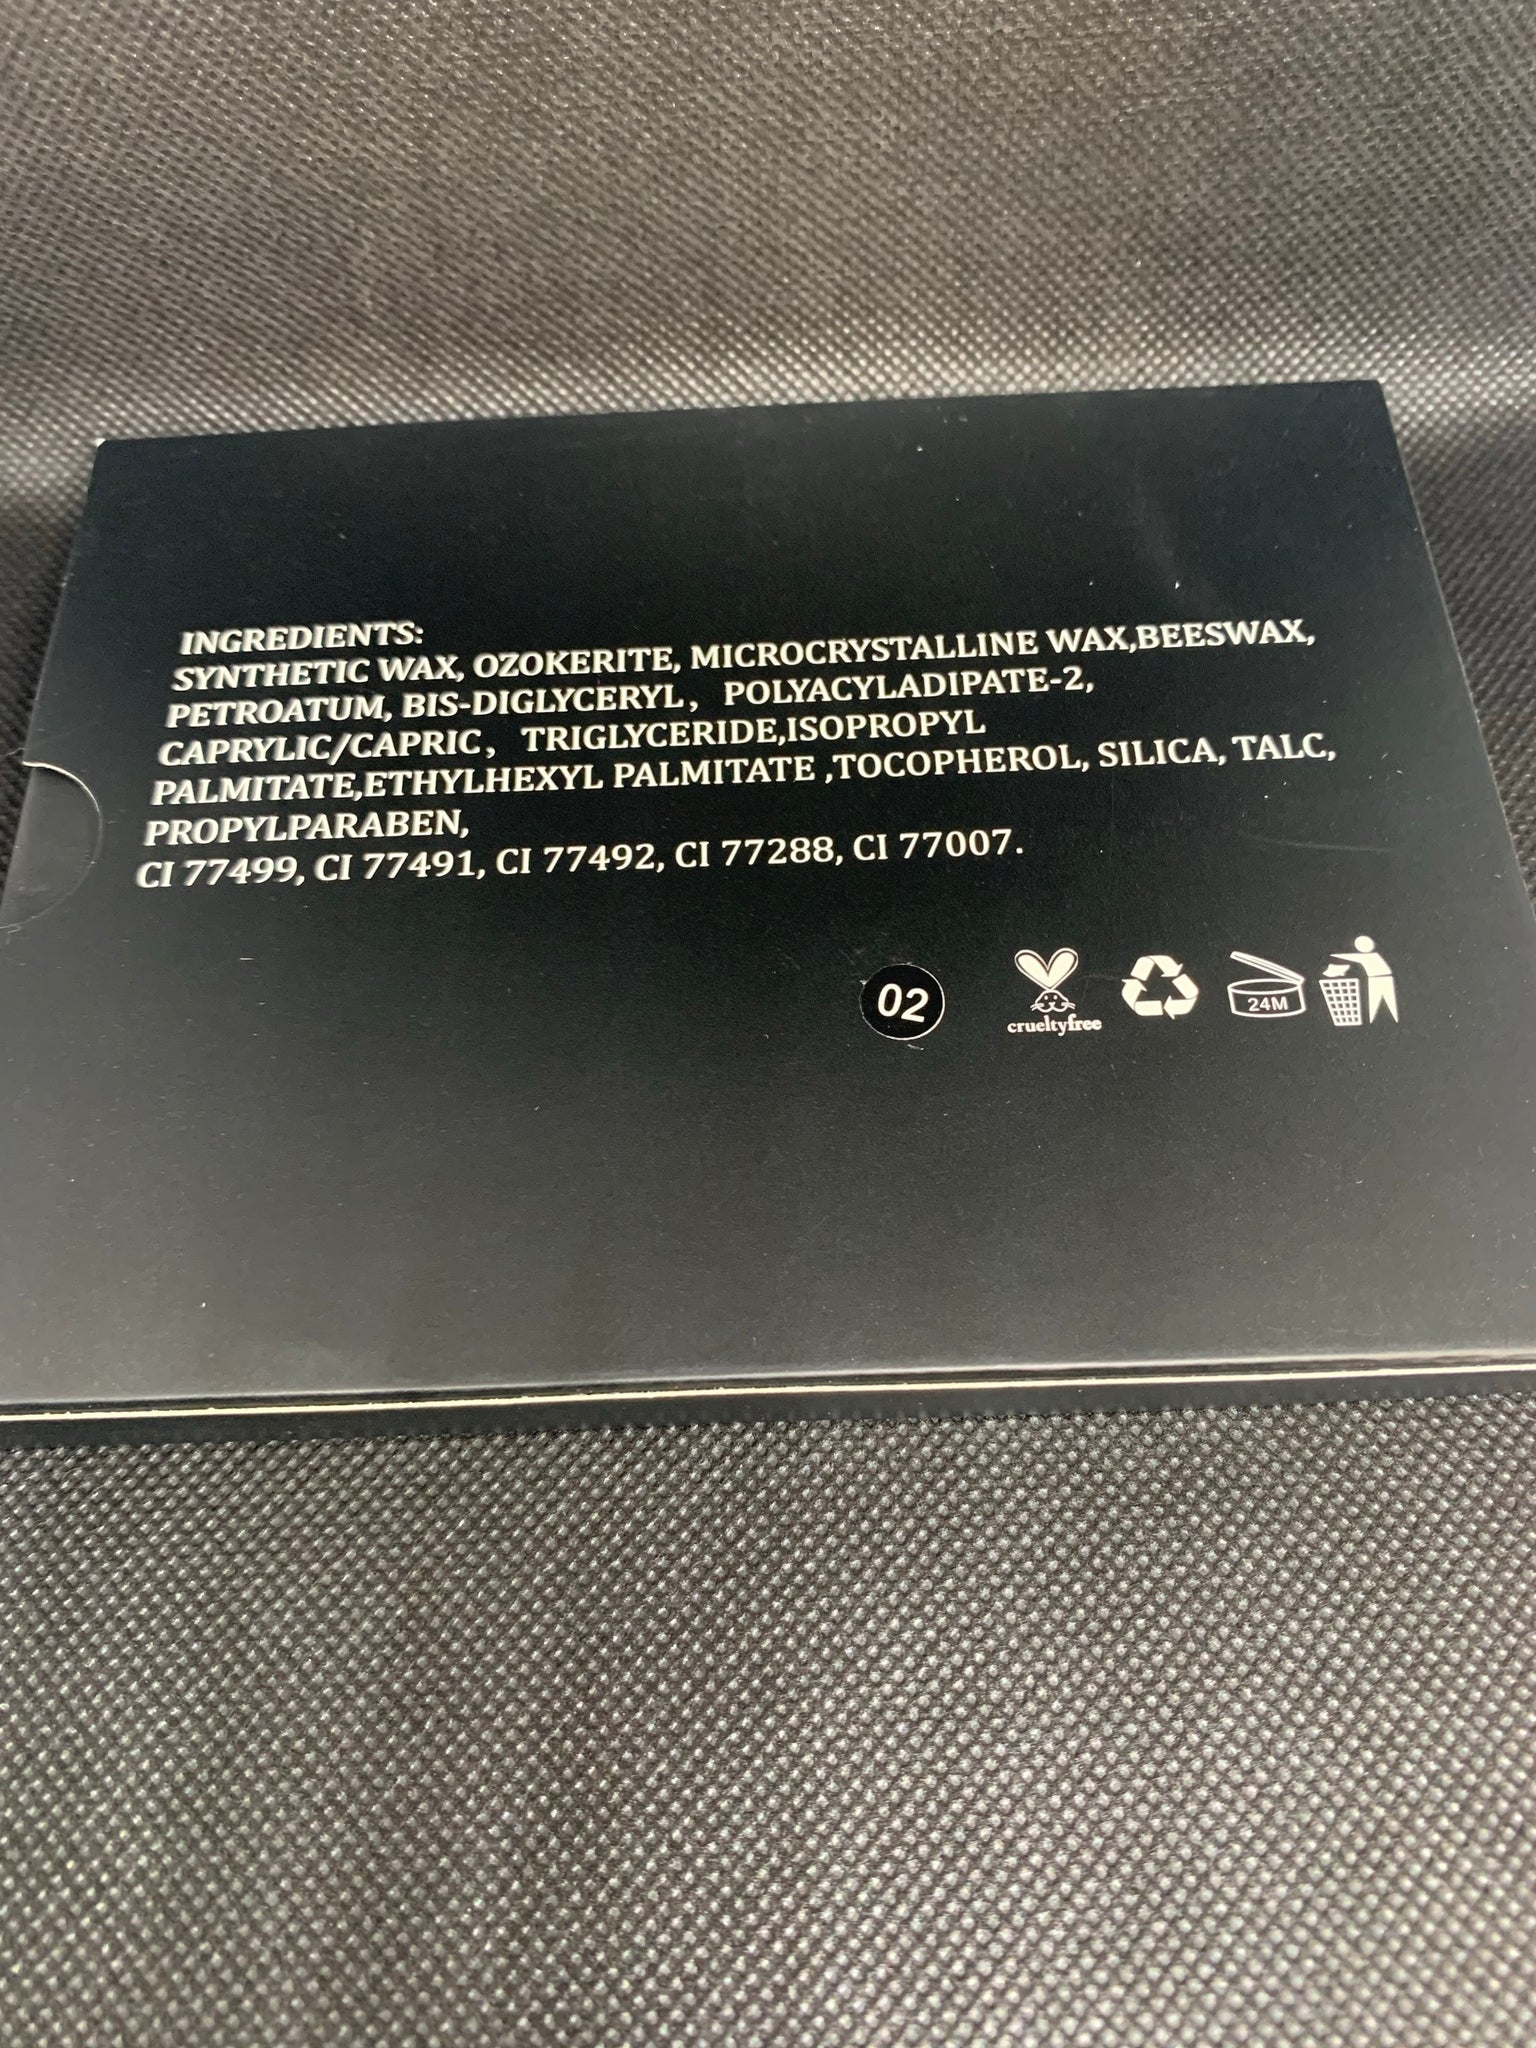 INGREDIENTS:
SYNTHETIC WAX, OZOKERITE, MICROCRYSTALLINE WAX,BEESWAX,
PETROATUM, BIS-DIGLYCERYL, POLYACYLADIPATE-2,
CAPRYLIC/CAPRIC, TRIGLYCERIDE,ISOPROPYL
PALMITATE,ETHYLHEXYL PALMITATE ,TOCOPHEROL, SILICA, TALC,
PROPYLPARABEN,
CI 77499, CI 77491, CI 77492, CI 77288, CI 77007.
02
crueltyfree
24M